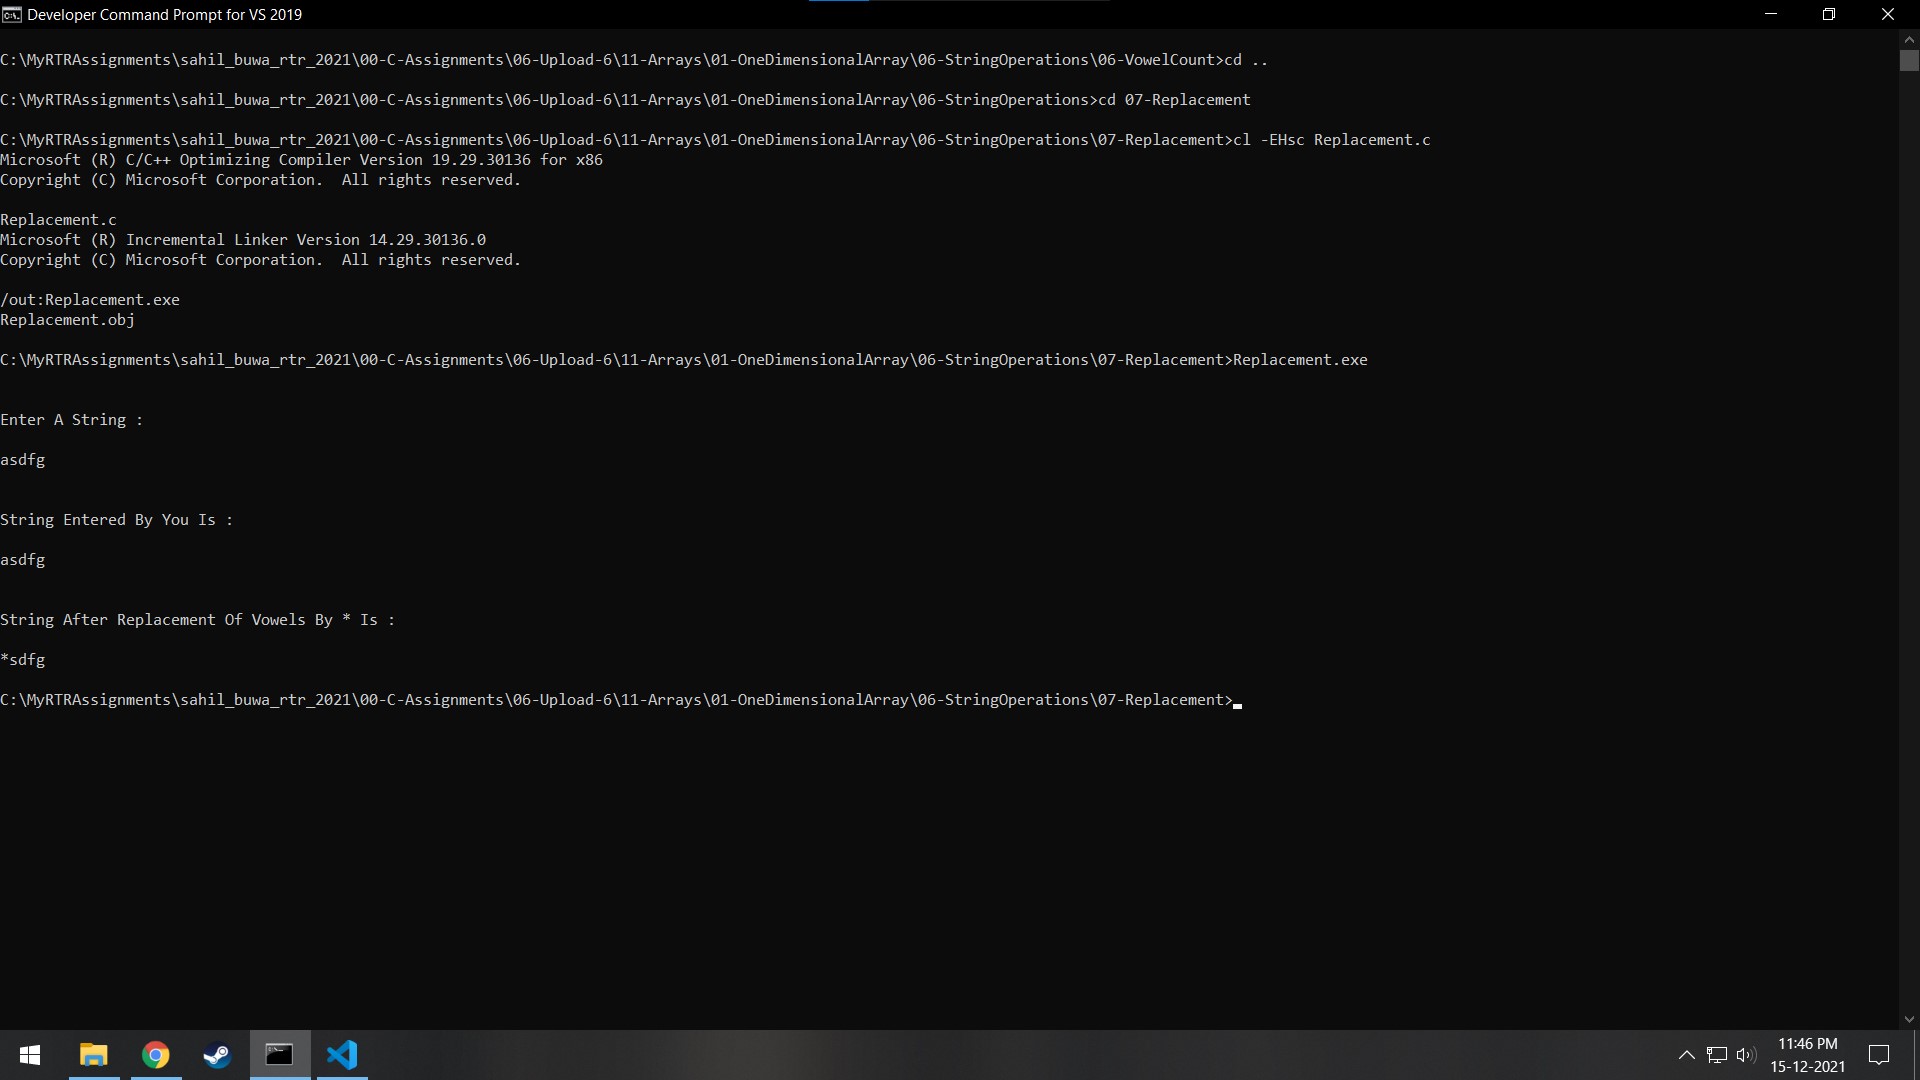 Developer Command Prompt for VS 2019
C:\MyRTRAssignments\sahil_buwa_rtr_2021\00-C-Assignments\06-Upload-6\11-Arrays\01-OneDimensionalArray\06-StringOperations\06-VowelCount>cd ..
C:\MyRTRAssignments\sahil_buwa_rtr_2021\00-C-Assignments\06-Upload-6\11-Arrays\01-OneDimensionalArray\06-StringOperations>cd 07-Replacement
C:\MyRTRAssignments\sahil_buwa_rtr_2021\00-C-Assignments\06-Upload-6\11-Arrays\01-OneDimensionalArray\06-StringOperations\07-Replacement>cl -EHsc Replacement.c
Microsoft (R) C/C++ Optimizing Compiler Version 19.29.30136 for x86
Copyright (C) Microsoft Corporation.  All rights reserved.
Replacement.c
Microsoft (R) Incremental Linker Version 14.29.30136.0
Copyright (C) Microsoft Corporation.  All rights reserved.
/out:Replacement.exe
Replacement.obj
C:\MyRTRAssignments\sahil_buwa_rtr_2021\00-C-Assignments\06-Upload-6\11-Arrays\01-OneDimensionalArray\06-StringOperations\07-Replacement>Replacement.exe
Enter A String :
asdfg
String Entered By You Is :
asdfg
String After Replacement Of Vowels By * Is :
*sdfg
C:\MyRTRAssignments\sahil_buwa_rtr_2021\00-C-Assignments\06-Upload-6\11-Arrays\01-OneDimensionalArray\06-StringOperations\07-Replacement>
11:46 PM
15-12-2021